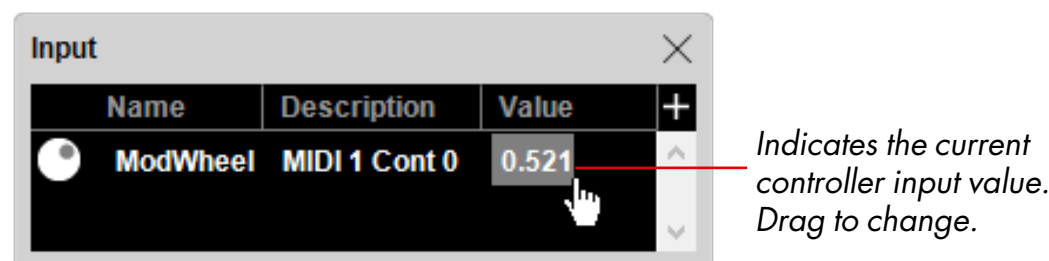 Input
Name Description Value +
ModWheel MIDI 1 Cont 0 0.521
Indicates the current
controller input value.
Drag to change.